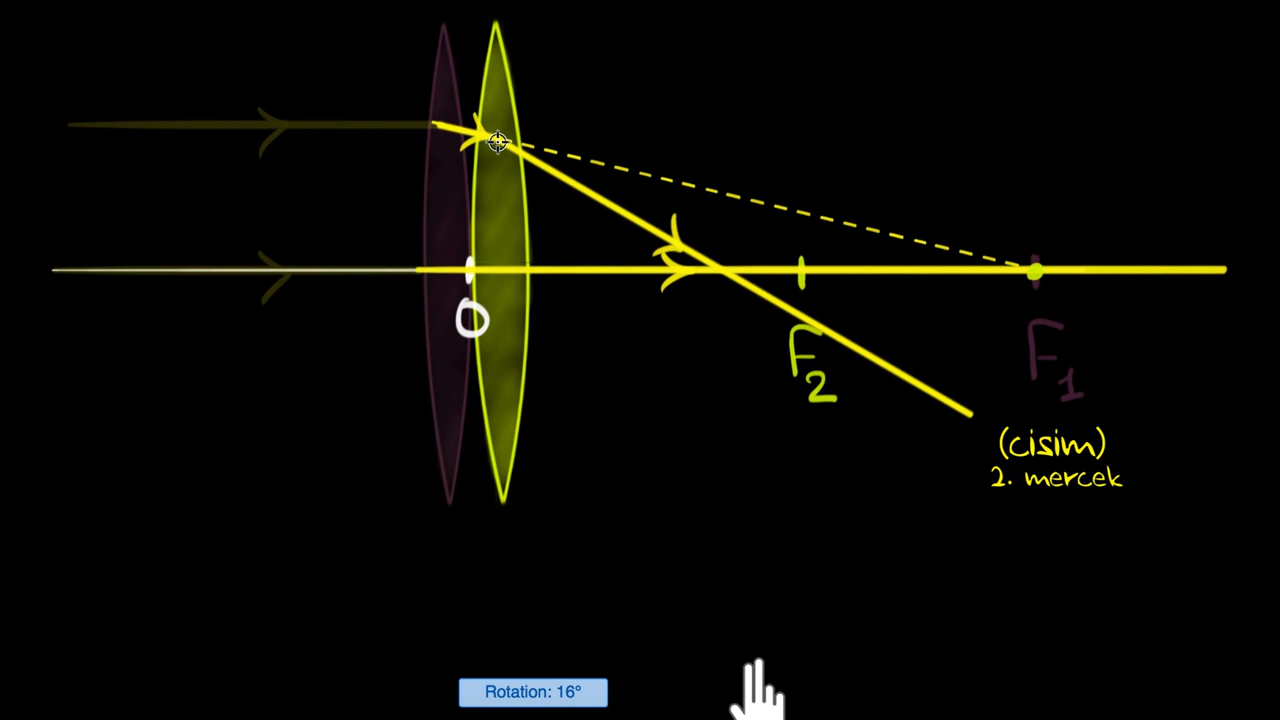 O
F2
F1
(cisim)
2. mercek
Rotation: 16°